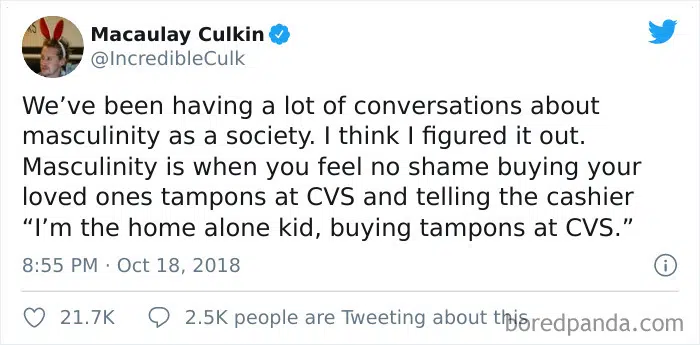 Macaulay Culkin
@IncredibleCulk
We’ve been having a lot of conversations about
masculinity as a society. I think I figured it out.
Masculinity is when you feel no shame buying your
loved ones tampons at CVS and telling the cashier
“I’m the home alone kid, buying tampons at CVS.”
8:55 PM · Oct 18, 2018
21.7K 2.5K people are Tweeting about this
boredpanda.com